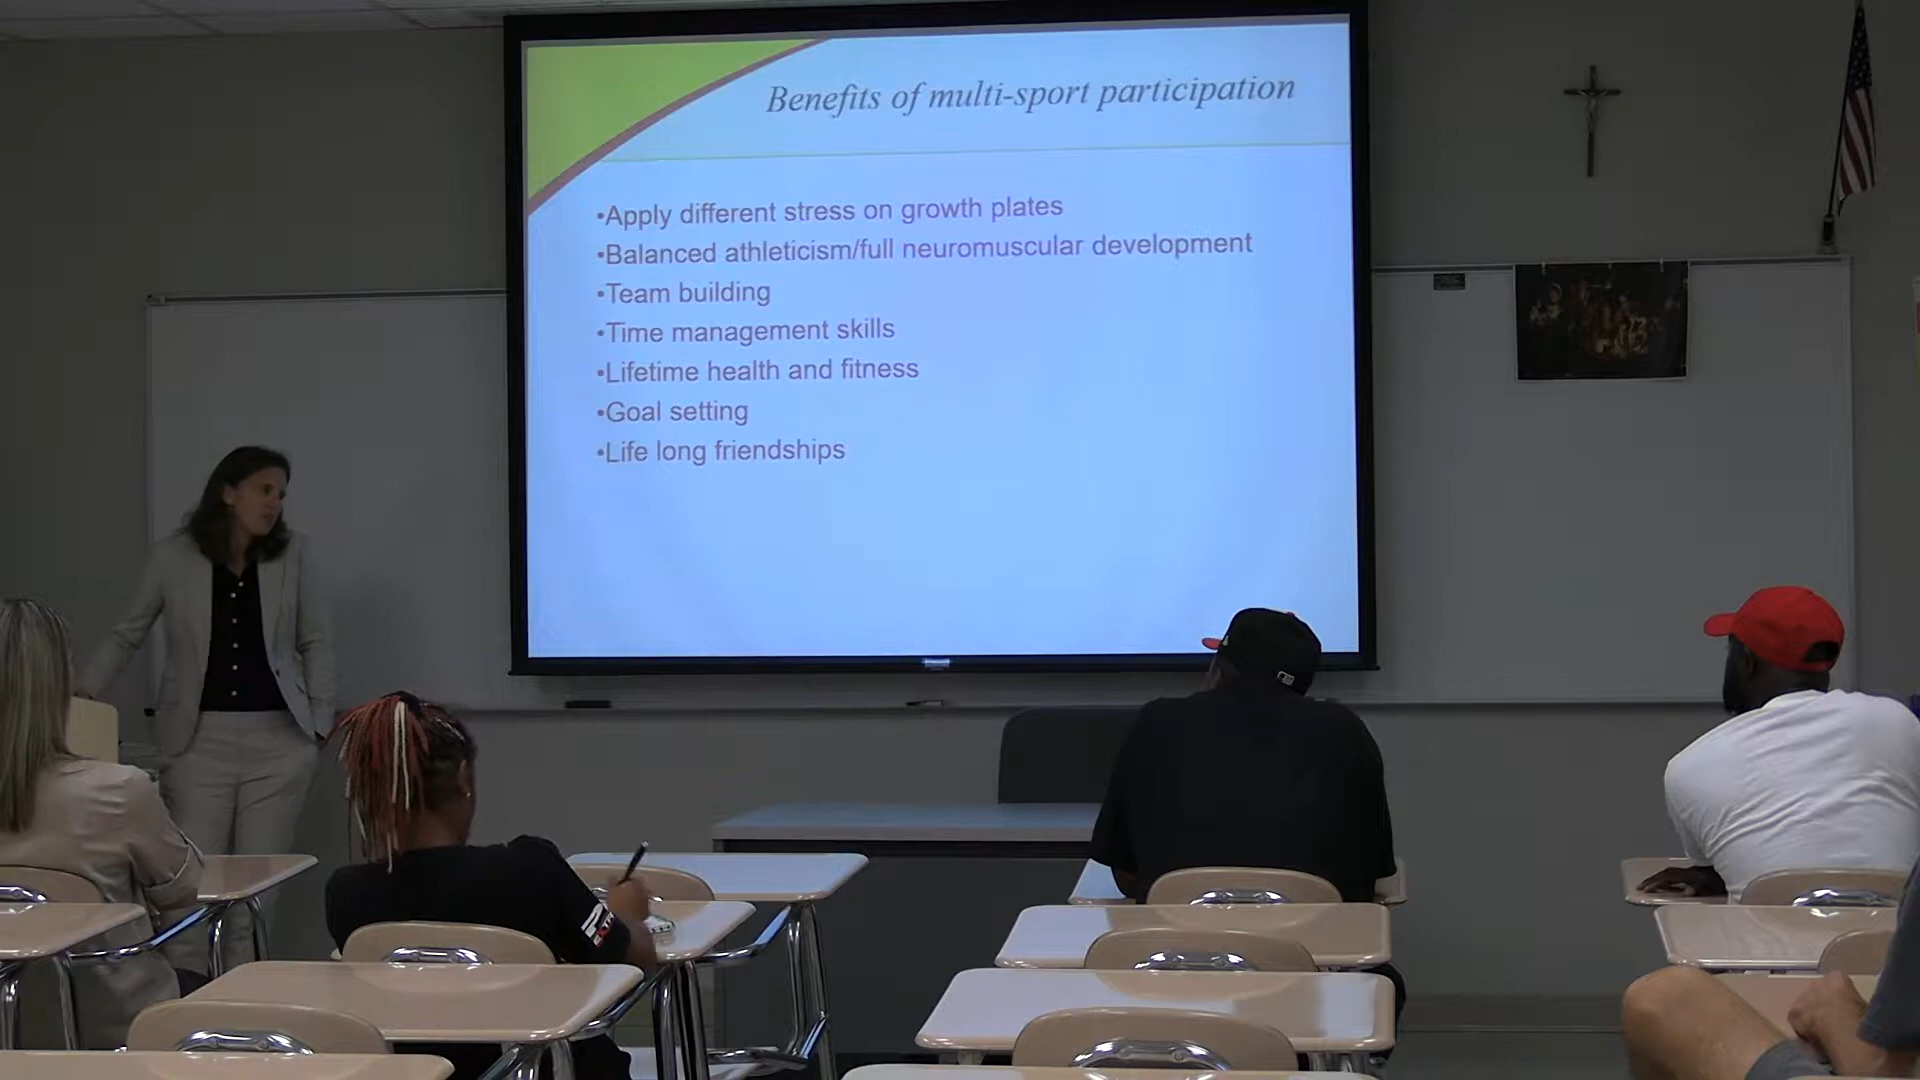 Benefits of multi-sport participation
•Apply different stress on growth plates
•Balanced athleticism/full neuromuscular development
•Team building
•Time management skills
•Lifetime health and fitness
•Goal setting
•Life long friendships